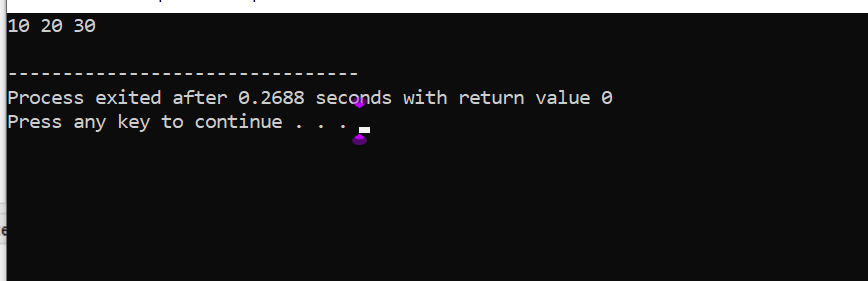 10 20 30
--------------------------------
Process exited after 0.2688 seconds with return value 0
Press any key to continue . . .